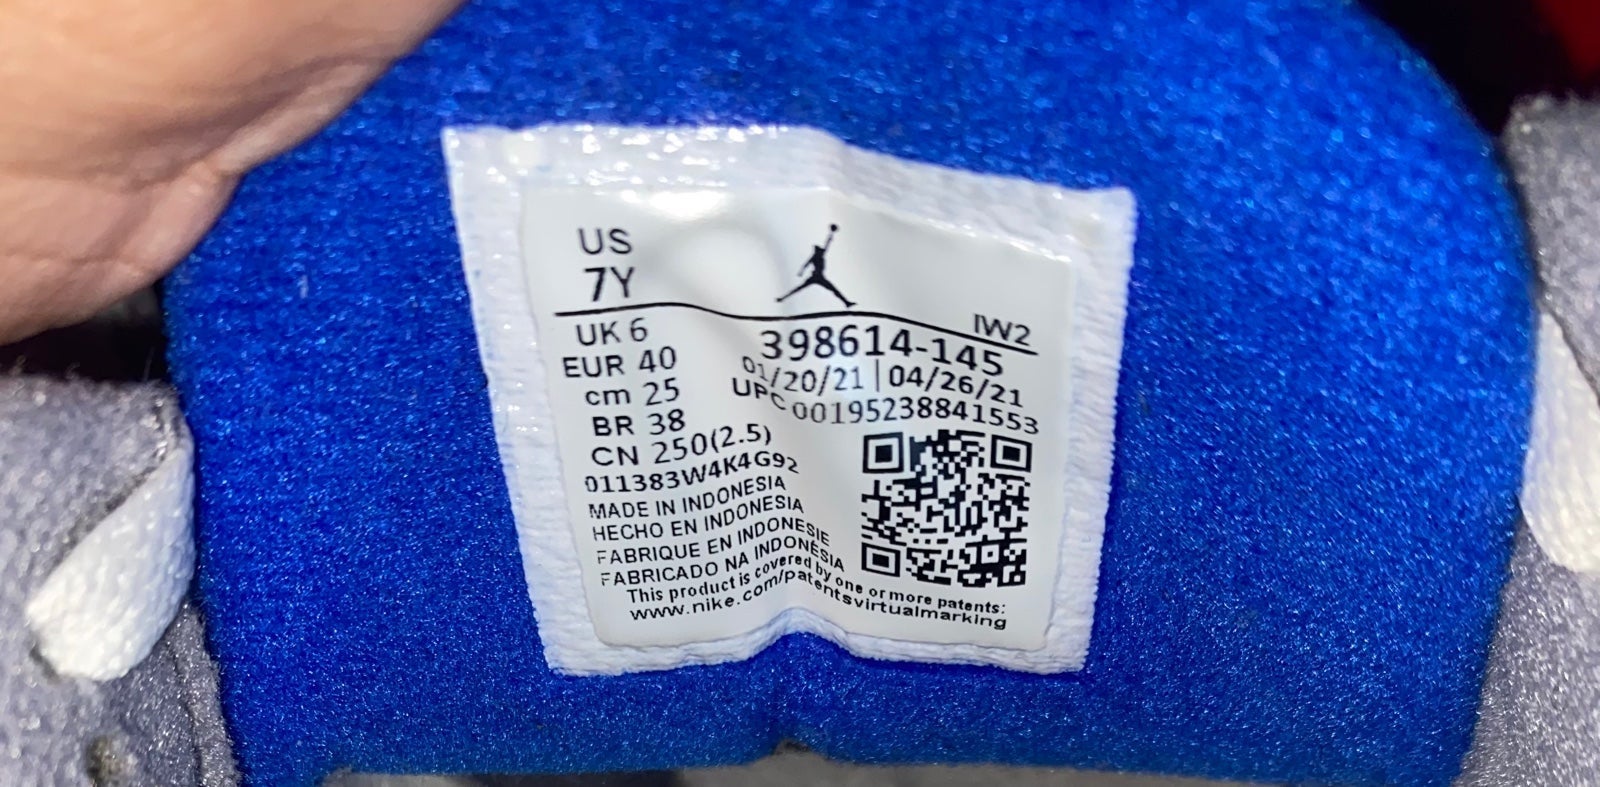 US
7Y
IW2
UK 6
EUR 40
cm 25
BR 38
CN 250(2.5)
398614-145
01/20/21 | 04/26/21
UPC 00195238841553
011383W4K4G92
MADE IN INDONESIA
HECHO EN INDONESIA
FABRIQUE EN INDONESIE
FABRICADO NA INDONÉSIA
This product is covered by one or more patents:
www.nike.com/patentsvirtualmarking